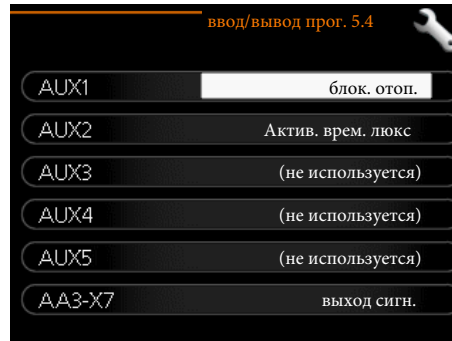 ввод/вывод прог. 5.4
AUX1 блок. отоп.
AUX2 Актив. врем. люкс
AUX3 (не используется)
AUX4 (не используется)
AUX5 (не используется)
AA3-X7 выход сигн.